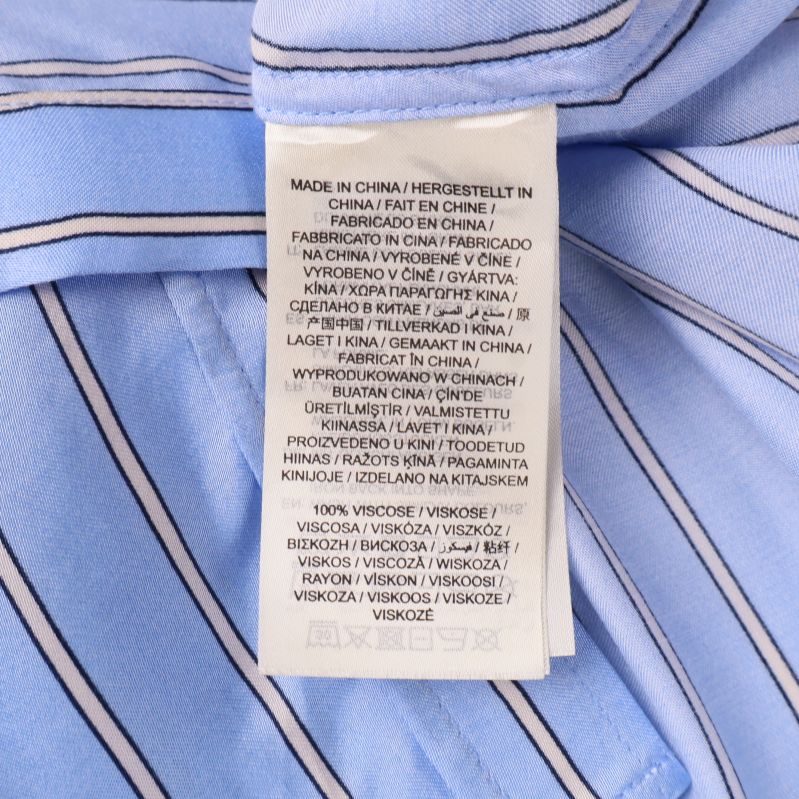 MADE IN CHINA / HERGESTELLT IN
CHINA / FAIT EN CHINE /
FABRICADO EN CHINA /
FABBRICATO IN CINA / FABRICADO
NA CHINA / VYROBENÉ V ČÍNE /
VYROBENO V ČÍNĚ / GYÁRTVA:
KÍNA / ΧΩΡΑ ΠΑΡΑΓΩΓΗΣ ΚΙΝΑ /
СДЕЛАНО В КИТАЕ / صنع في الصين / 原
产国中国 / TILLVERKAD I KINA /
LAGET I KINA / GEMAAKT IN CHINA /
FABRICAT ÎN CHINA /
WYPRODUKOWANO W CHINACH /
BUATAN CINA / ÇİN'DE
ÜRETİLMİŞTİR / VALMISTETTU
KIINASSA / LAVET I KINA /
PROIZVEDENO U KINI / TOODETUD
HIINAS / RAŽOTS ĶĪNĀ / PAGAMINTA
KINIJOJE / IZDELANO NA KITAJSKEM
100% VISCOSE / VISKOSE /
VISCOSA / VISKÓZA / VISZKÓZ /
ΒΙΣΚΟΖΗ / ВИСКОЗА / فيسكوز / 粘纤 /
VISKOS / VISCOZĂ / WISKOZA /
RAYON / VİSKON / VISKOOSI /
VISKOZA / VISKOOS / VISKOZE /
VISKOZĖ